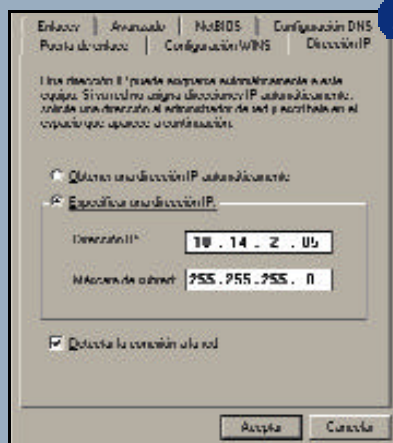 Enlaces Avanzado NetBIOS Configuración DNS
Puerta de enlace Configuración WINS Dirección IP
Una dirección IP puede asignarse automáticamente a este
equipo. Si su red no asigna direcciones IP automáticamente,
solicite una dirección al administrador de red y escríbala en el
espacio que aparece a continuación.
Obtener una dirección IP automáticamente
Especificar una dirección IP:
Dirección IP: 10 . 14 . 2 . 05
Máscara de subred: 255.255.255. 0
Detectar la conexión a la red
Aceptar Cancelar